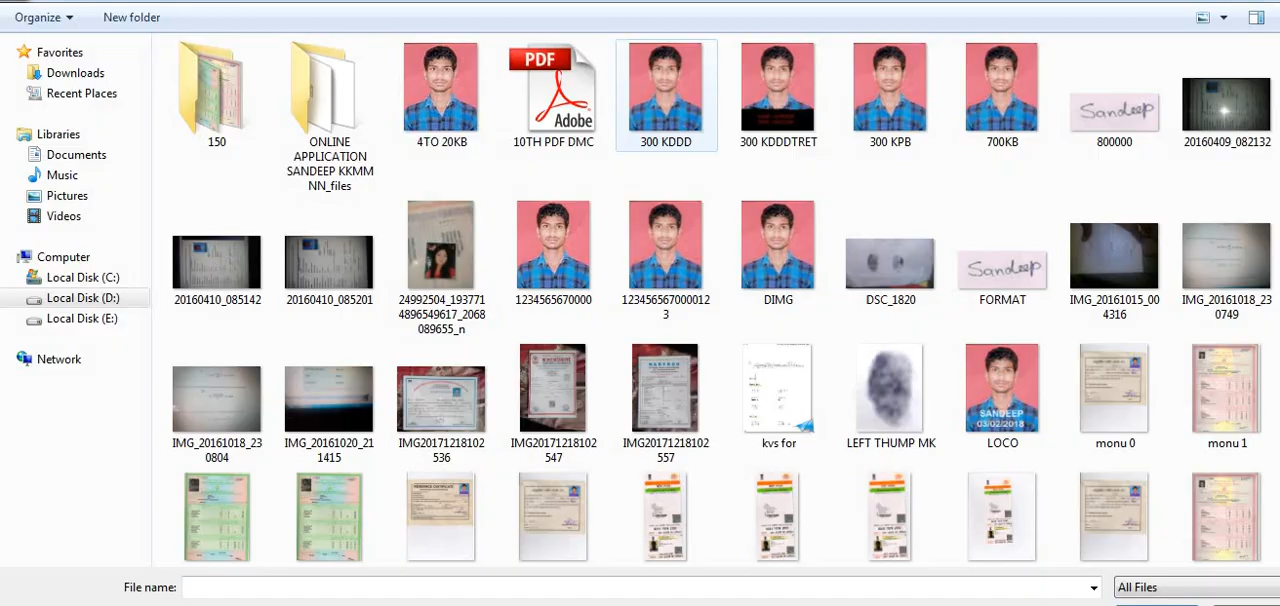 Organize
New folder
Favorites
Downloads
Recent Places
Libraries
Documents
Music
Pictures
Videos
Computer
Local Disk (C:)
Local Disk (D:)
Local Disk (E:)
Network
PDF
Adobe
Sandeep
150
ONLINE
APPLICATION
SANDEEP KKMM
NN_files
4TO 20KB
10TH PDF DMC
300 KDDD
300 KDDDTRET
300 KPB
700KB
800000
20160409_082132
Sandeep
20160410_085142
20160410_085201
24992504_193771
4896549617_2068
089655_n
1234565670000
123456567000012
3
DIMG
DSC_1820
FORMAT
IMG_20161015_00
4316
IMG_20161018_23
0749
SANDEEP
03/02/2018
IMG_20161018_23
0804
IMG_20161020_21
1415
IMG20171218102
536
IMG20171218102
547
IMG20171218102
557
kvs for
LEFT THUMP MK
LOCO
monu 0
monu 1
File name:
All Files